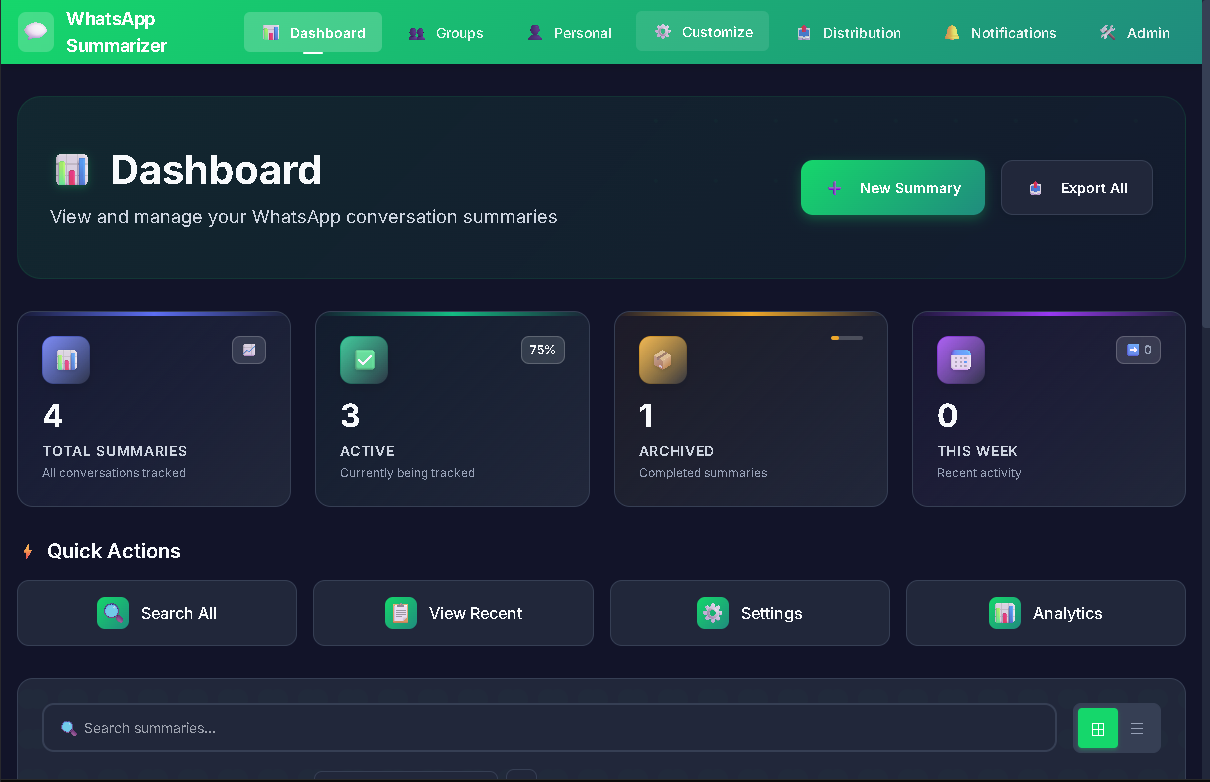 WhatsApp
Summarizer
Dashboard
Groups
Personal
Customize
Distribution
Notifications
Admin
Dashboard
View and manage your WhatsApp conversation summaries
New Summary
Export All
4
TOTAL SUMMARIES
All conversations tracked
75%
3
ACTIVE
Currently being tracked
1
ARCHIVED
Completed summaries
0
0
THIS WEEK
Recent activity
Quick Actions
Search All
View Recent
Settings
Analytics
Search summaries...